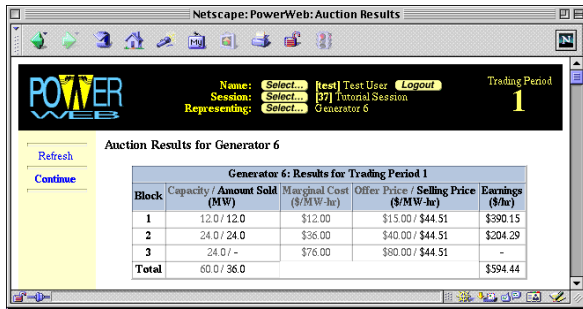 Netscape: PowerWeb: Auction Results
My
N
POWER
WEB
Name: Select... [test] Test User Logout
Session: Select... [37] Tutorial Session
Representing: Select... Generator 6
Trading Period
1
Refresh
Continue
Auction Results for Generator 6
Generator 6: Results for Trading Period 1
Block Capacity / Amount Sold (MW) Marginal Cost ($/MW-hr) Offer Price / Selling Price ($/MW-hr) Earnings ($/hr)
1 12.0 / 12.0 $12.00 $15.00 / $44.51 $390.15
2 24.0 / 24.0 $36.00 $40.00 / $44.51 $204.29
3 24.0 / - $76.00 $80.00 / $44.51 -
Total 60.0 / 36.0 $594.44